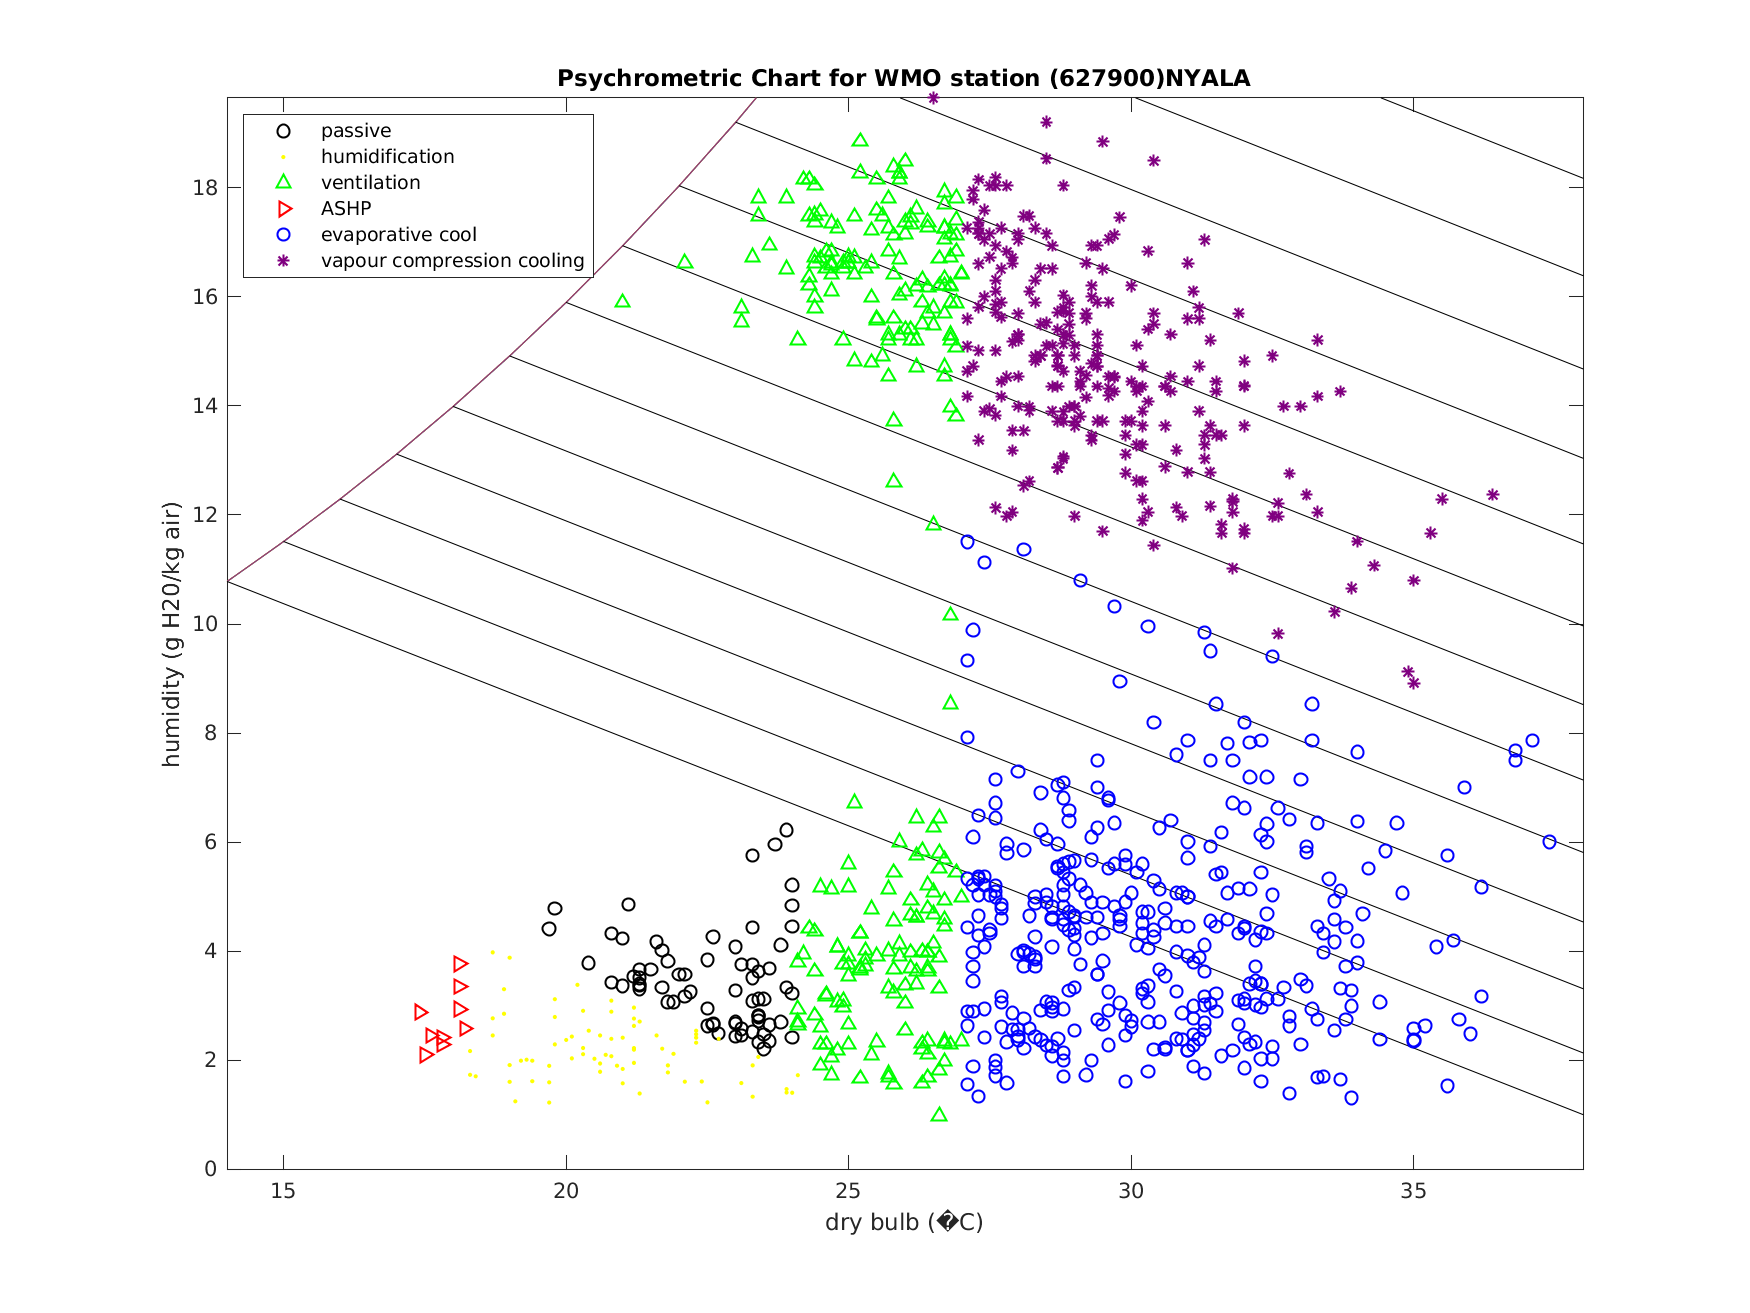 Psychrometric Chart for WMO station (627900)NYALA
passive
humidification
ventilation
ASHP
evaporative cool
vapour compression cooling
humidity (g H20/kg air)
18
16
14
12
10
8
6
4
2
0
15 20 25 30 35
dry bulb (�C)